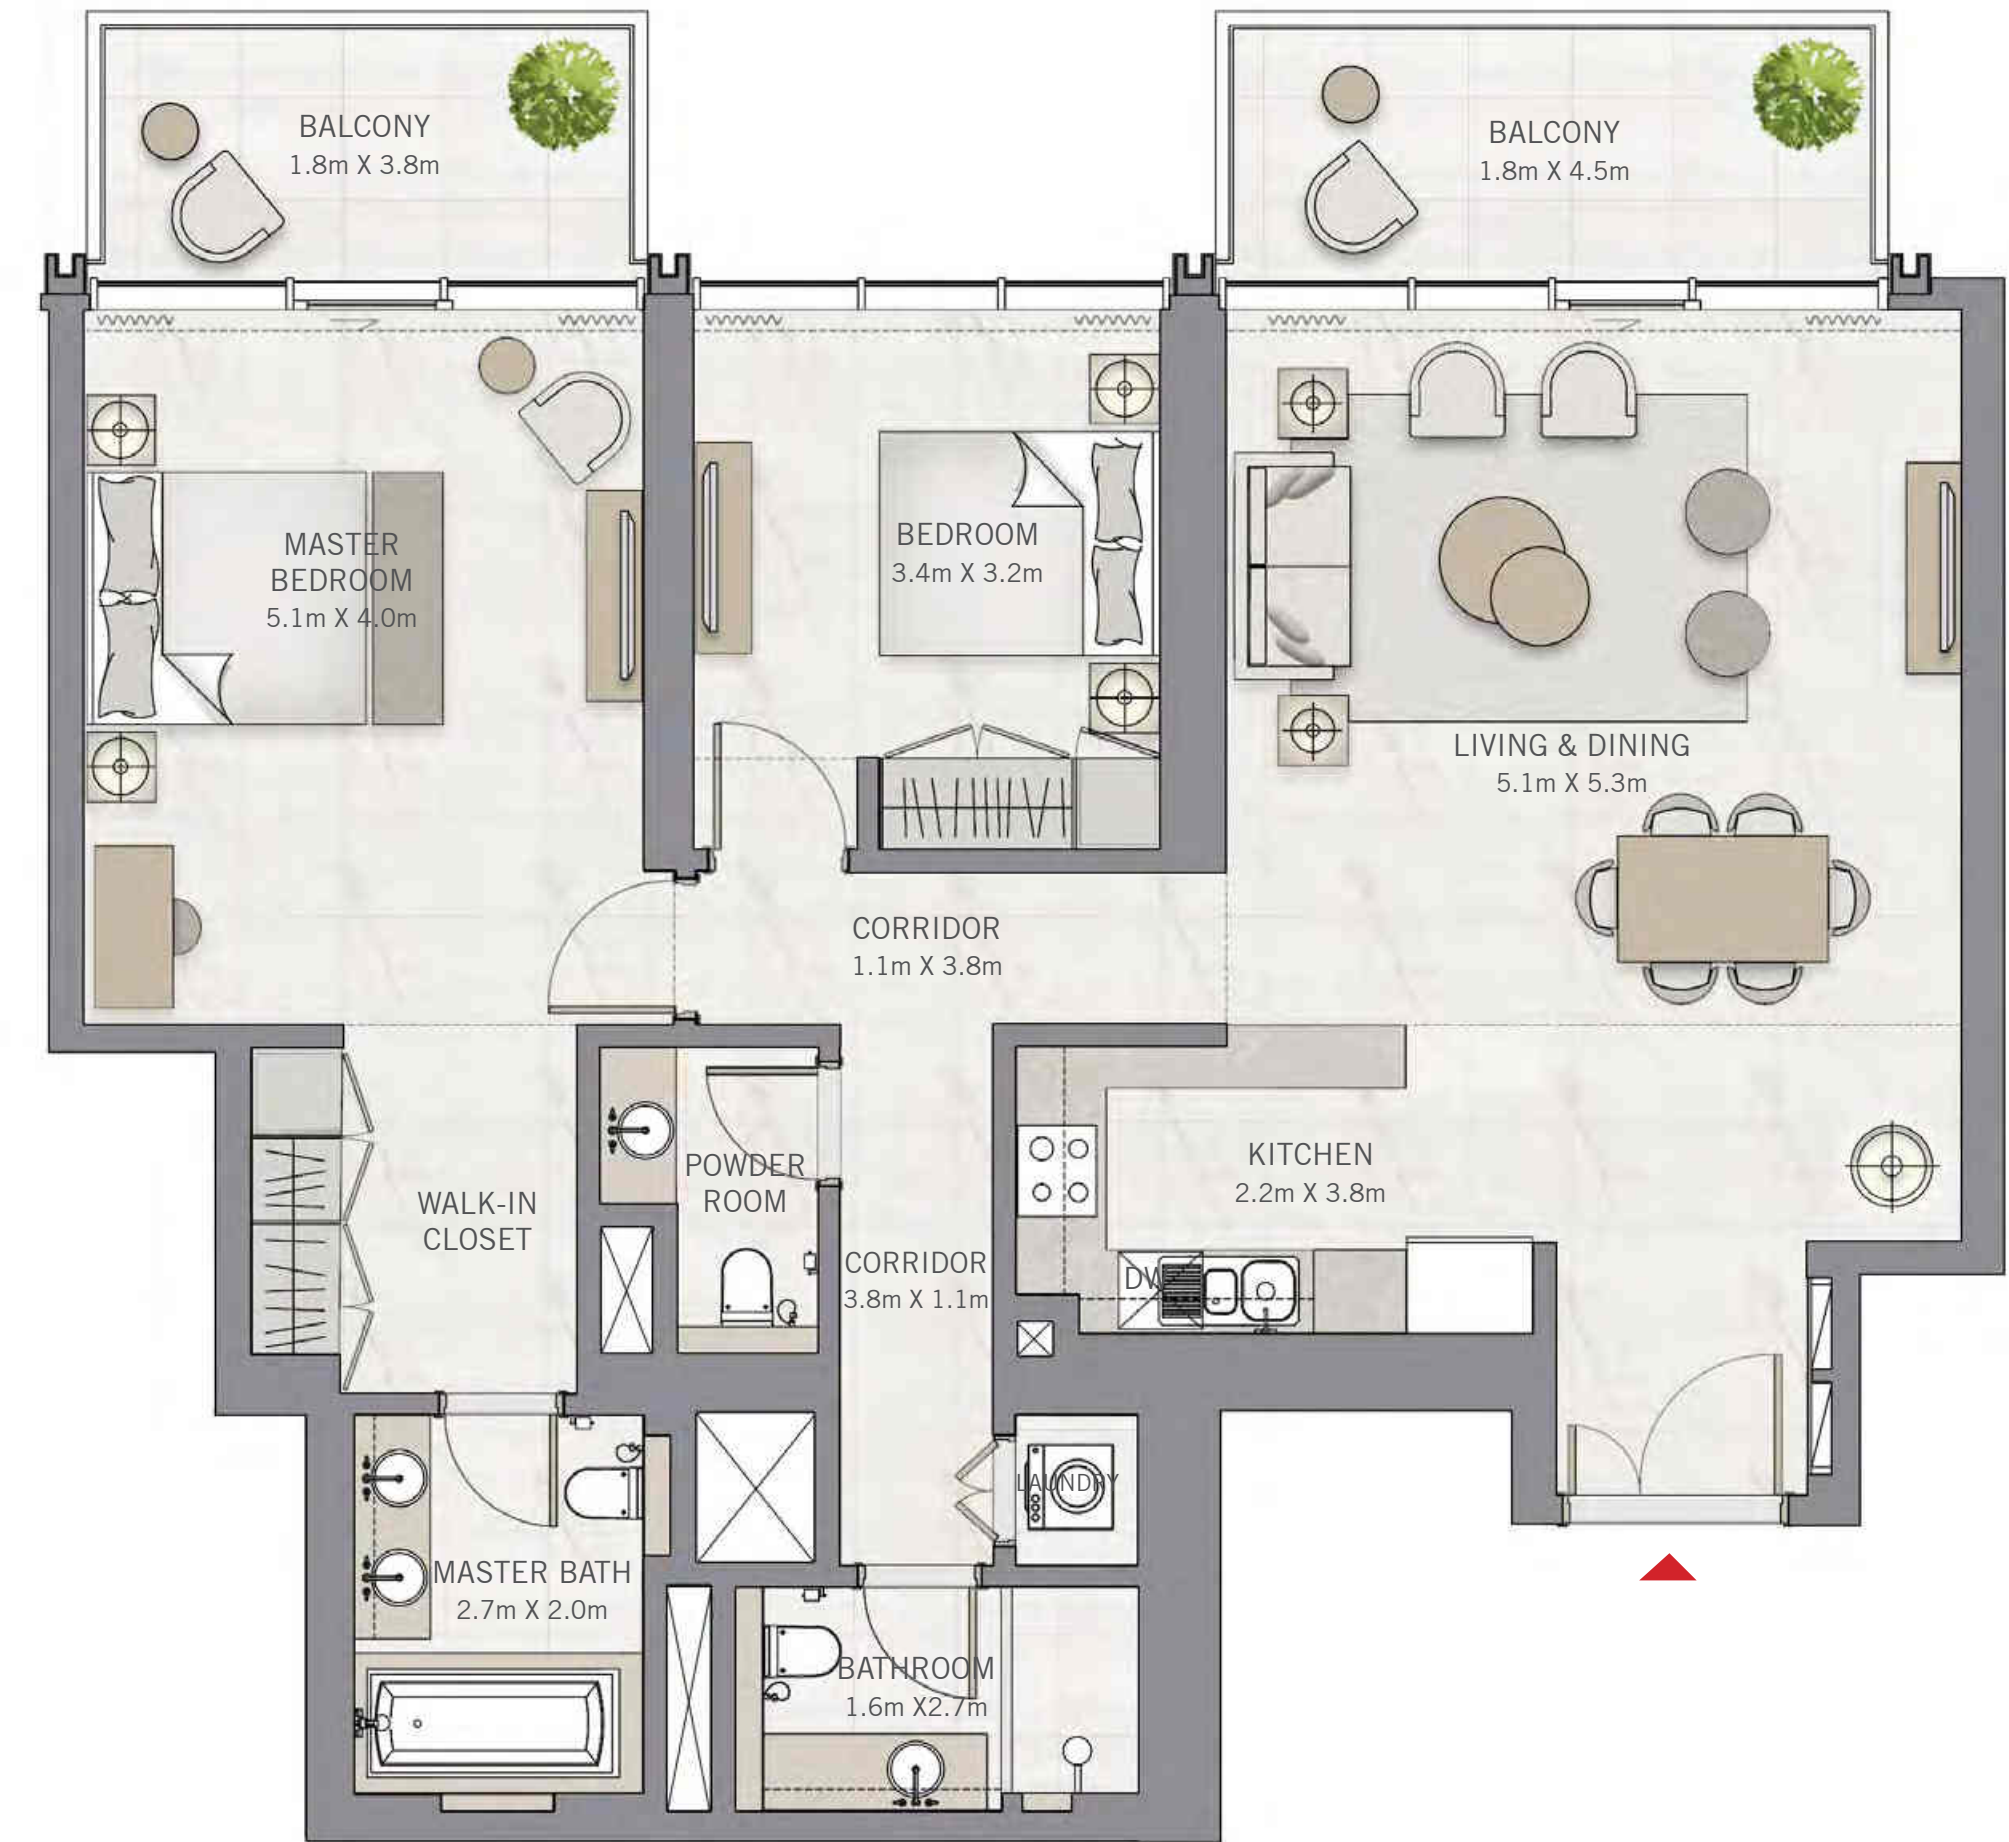 BALCONY
1.8m X 3.8m
BALCONY
1.8m X 4.5m
MASTER
BEDROOM
5.1m X 4.0m
BEDROOM
3.4m X 3.2m
LIVING & DINING
5.1m X 5.3m
CORRIDOR
1.1m X 3.8m
WALK-IN
CLOSET
POWDER
ROOM
CORRIDOR
3.8m X 1.1m
KITCHEN
2.2m X 3.8m
DW
LAUNDRY
MASTER BATH
2.7m X 2.0m
BATHROOM
1.6m X2.7m